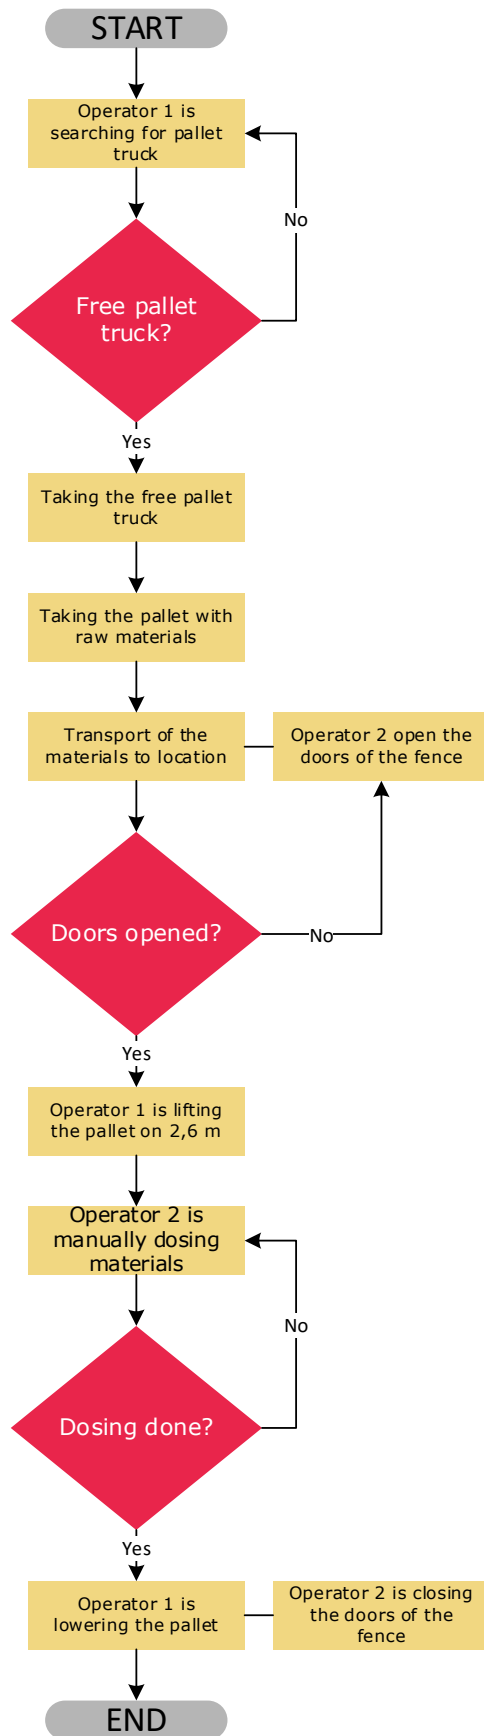 START
Operator 1 is
searching for pallet
truck
No
Free pallet
truck?
Yes
Taking the free pallet
truck
Taking the pallet with
raw materials
Transport of the
materials to location
Operator 2 open the
doors of the fence
Doors opened?
No
Yes
Operator 1 is lifting
the pallet on 2,6 m
Operator 2 is
manually dosing
materials
No
Dosing done?
Yes
Operator 1 is
lowering the pallet
Operator 2 is closing
the doors of the
fence
END